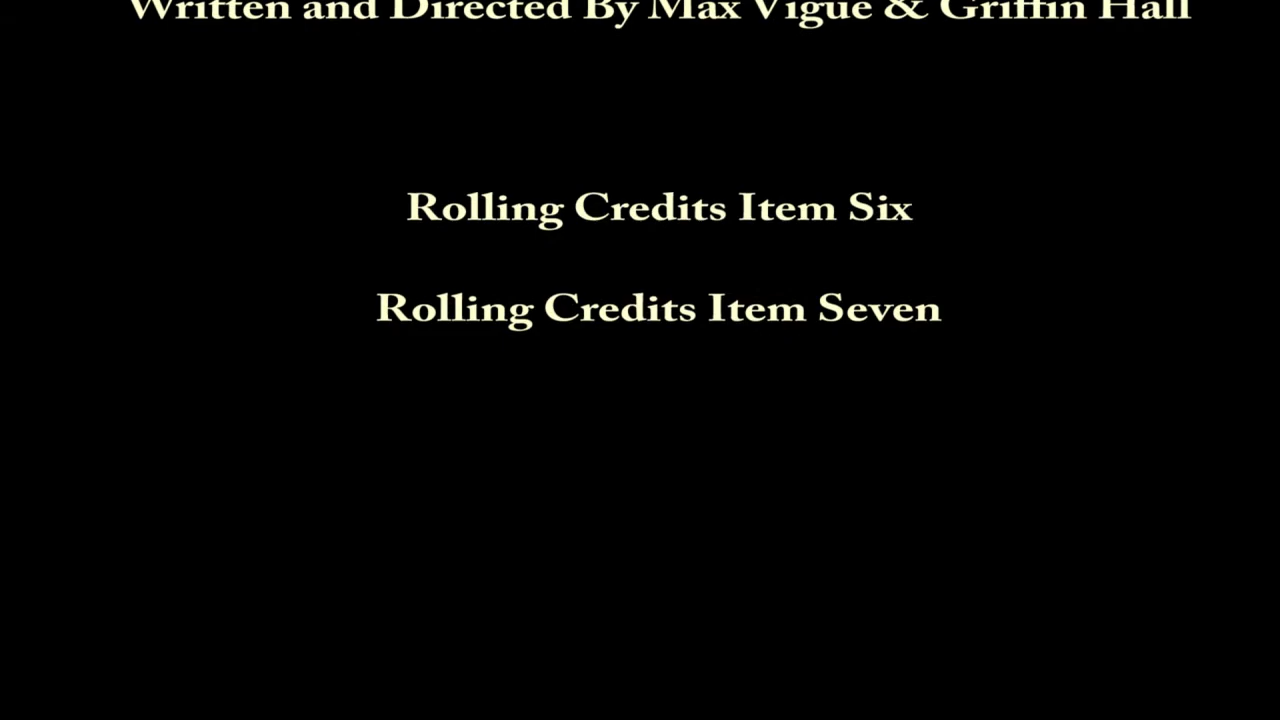 Written and Directed By Max Vigue & Griffin Hall
Rolling Credits Item Six
Rolling Credits Item Seven